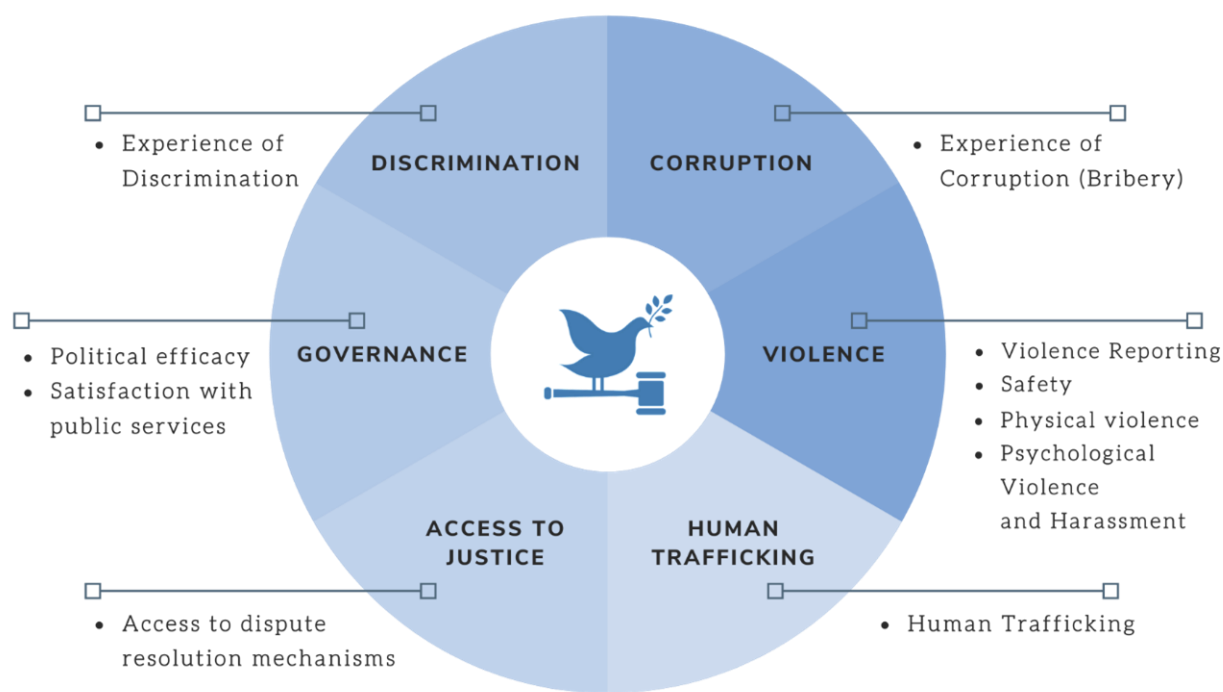 DISCRIMINATION
• Experience of
Discrimination
CORRUPTION
• Experience of
Corruption (Bribery)
GOVERNANCE
• Political efficacy
• Satisfaction with
public services
VIOLENCE
• Violence Reporting
• Safety
• Physical violence
• Psychological
Violence
and Harassment
ACCESS TO
JUSTICE
• Access to dispute
resolution mechanisms
HUMAN
TRAFFICKING
• Human Trafficking